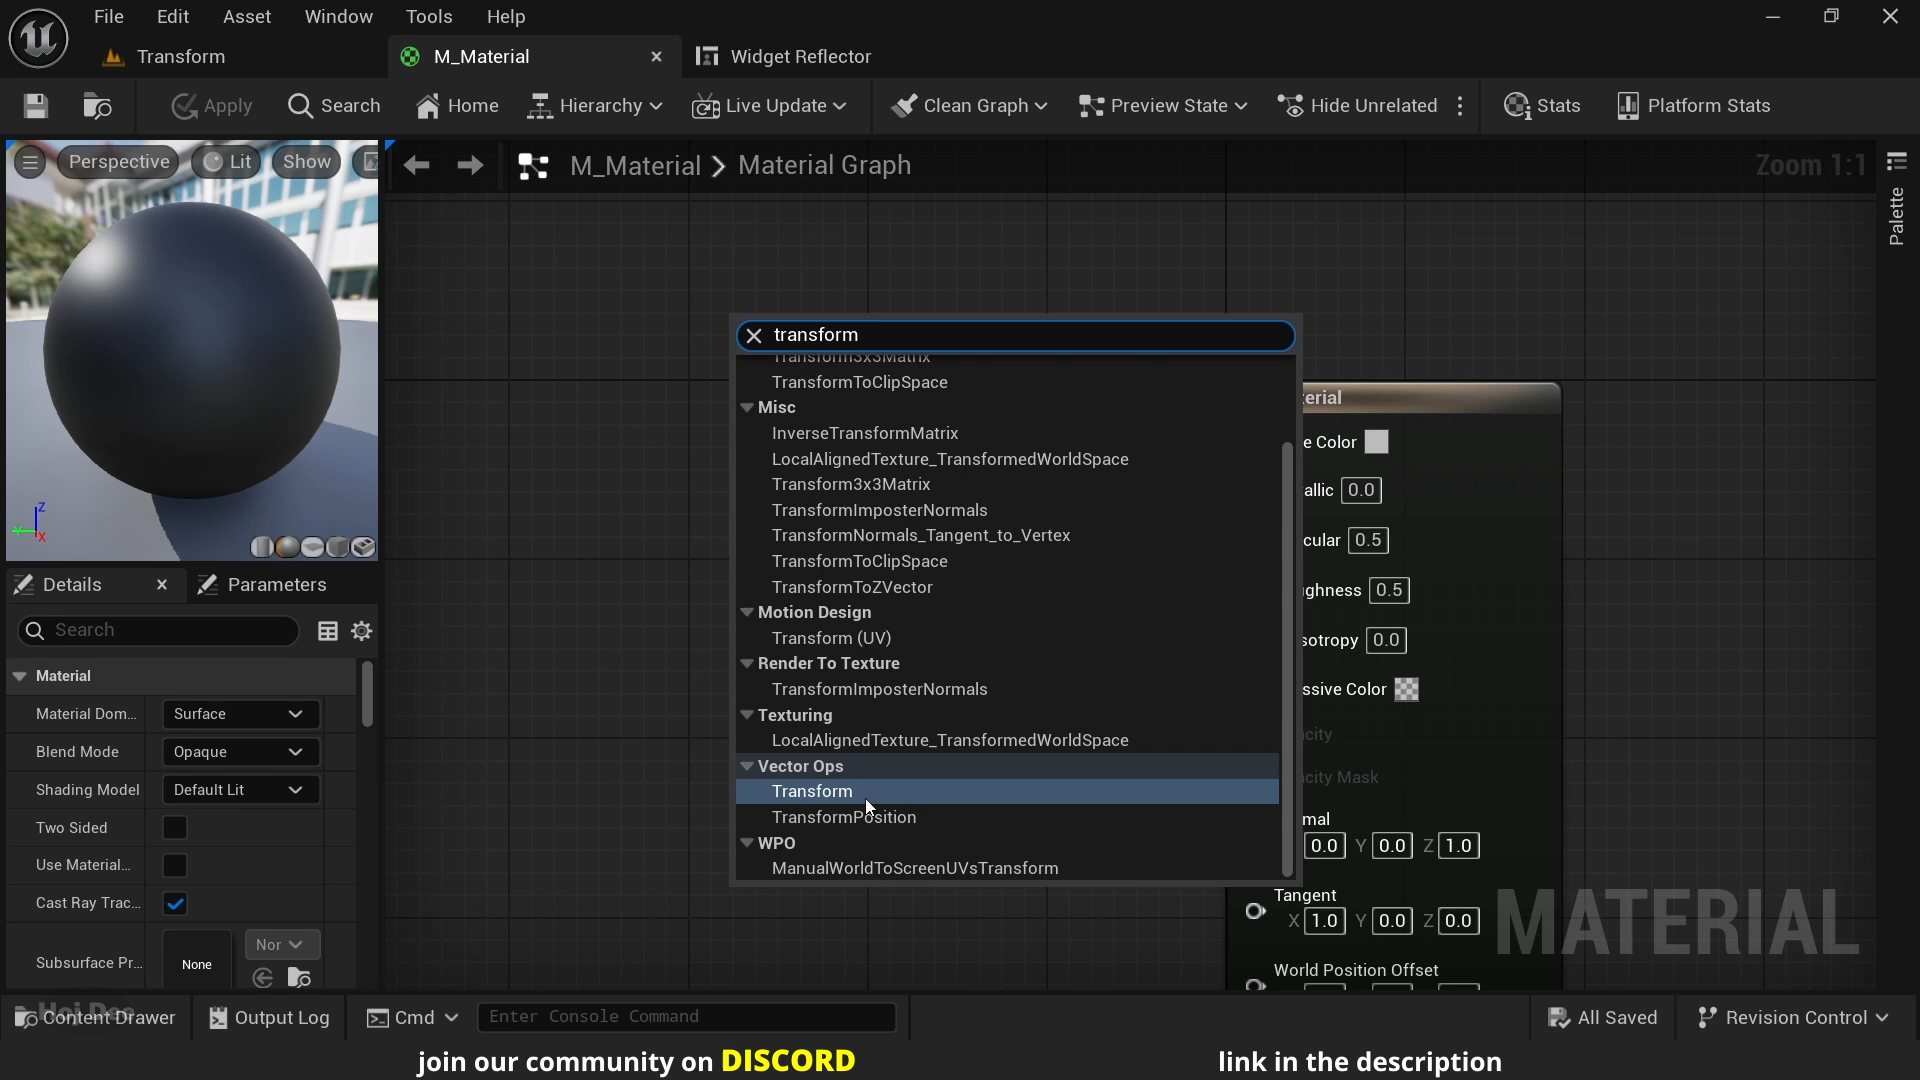 File Edit Asset Window Tools Help
Transform M_Material Widget Reflector
Apply Search Home Hierarchy Live Update Clean Graph Preview State Hide Unrelated Stats Platform Stats
Perspective Lit Show
M_Material Material Graph Zoom 1:1
Palette
transform
Transform3x3Matrix
TransformToClipSpace
Misc
InverseTransformMatrix
LocalAlignedTexture_TransformedWorldSpace
Transform3x3Matrix
TransformImposterNormals
TransformNormals_Tangent_to_Vertex
TransformToClipSpace
TransformToZVector
Motion Design
Transform (UV)
Render To Texture
TransformImposterNormals
Texturing
LocalAlignedTexture_TransformedWorldSpace
Vector Ops
Transform
TransformPosition
WPO
ManualWorldToScreenUVsTransform
erial
e Color
allic 0.0
cular 0.5
ghness 0.5
sotropy 0.0
ssive Color
city
city Mask
mal
0.0 Y 0.0 Z 1.0
Tangent
X 1.0 Y 0.0 Z 0.0
World Position Offset
MATERIAL
Z
Y
X
Details Parameters
Search
Material
Material Dom... Surface
Blend Mode Opaque
Shading Model Default Lit
Two Sided
Use Material...
Cast Ray Trac...
Subsurface Pr... None Nor
Content Drawer Output Log Cmd Enter Console Command All Saved Revision Control
join our community on DISCORD link in the description